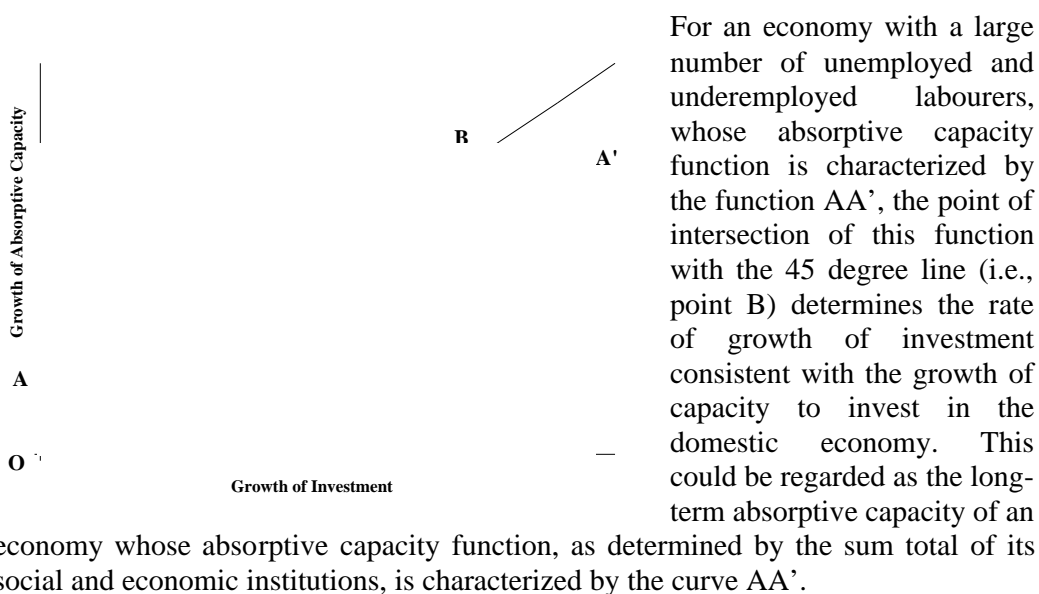 Growth of Absorptive Capacity
B
A'
A
O
Growth of Investment
For an economy with a large
number of unemployed and
underemployed labourers,
whose absorptive capacity
function is characterized by
the function AA’, the point of
intersection of this function
with the 45 degree line (i.e.,
point B) determines the rate
of growth of investment
consistent with the growth of
capacity to invest in the
domestic economy. This
could be regarded as the long-
term absorptive capacity of an
economy whose absorptive capacity function, as determined by the sum total of its
social and economic institutions, is characterized by the curve AA’.